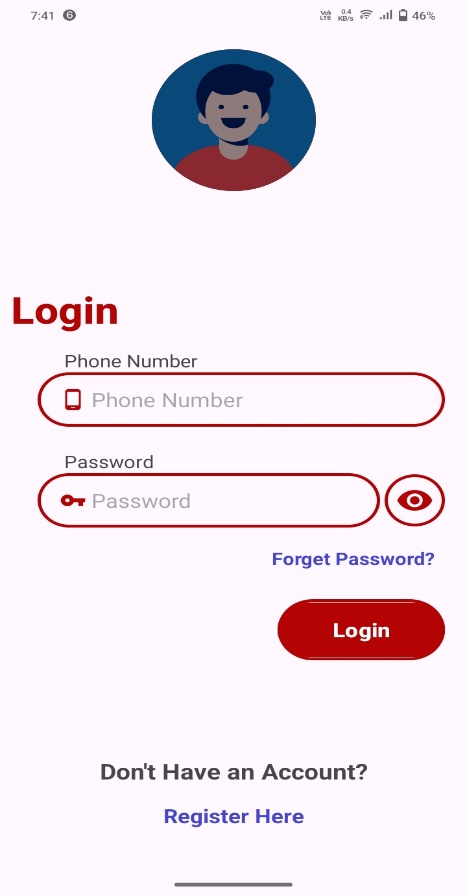 7:41 6 Vo) LTE 0.4 KB/s 46%
Login
Phone Number
Phone Number
Password
Password
Forget Password?
Login
Don't Have an Account?
Register Here